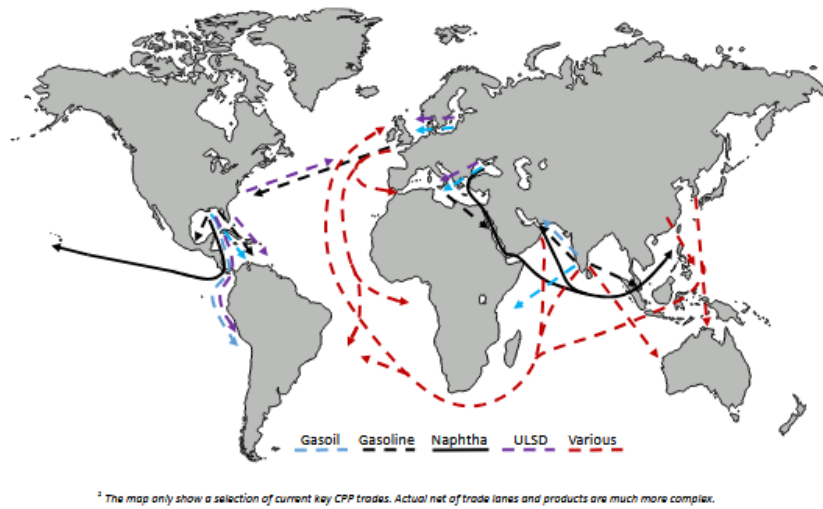 Gasoil Gasoline Naphtha ULSD Various
¹ The map only show a selection of current key CPP trades. Actual net of trade lanes and products are much more complex.